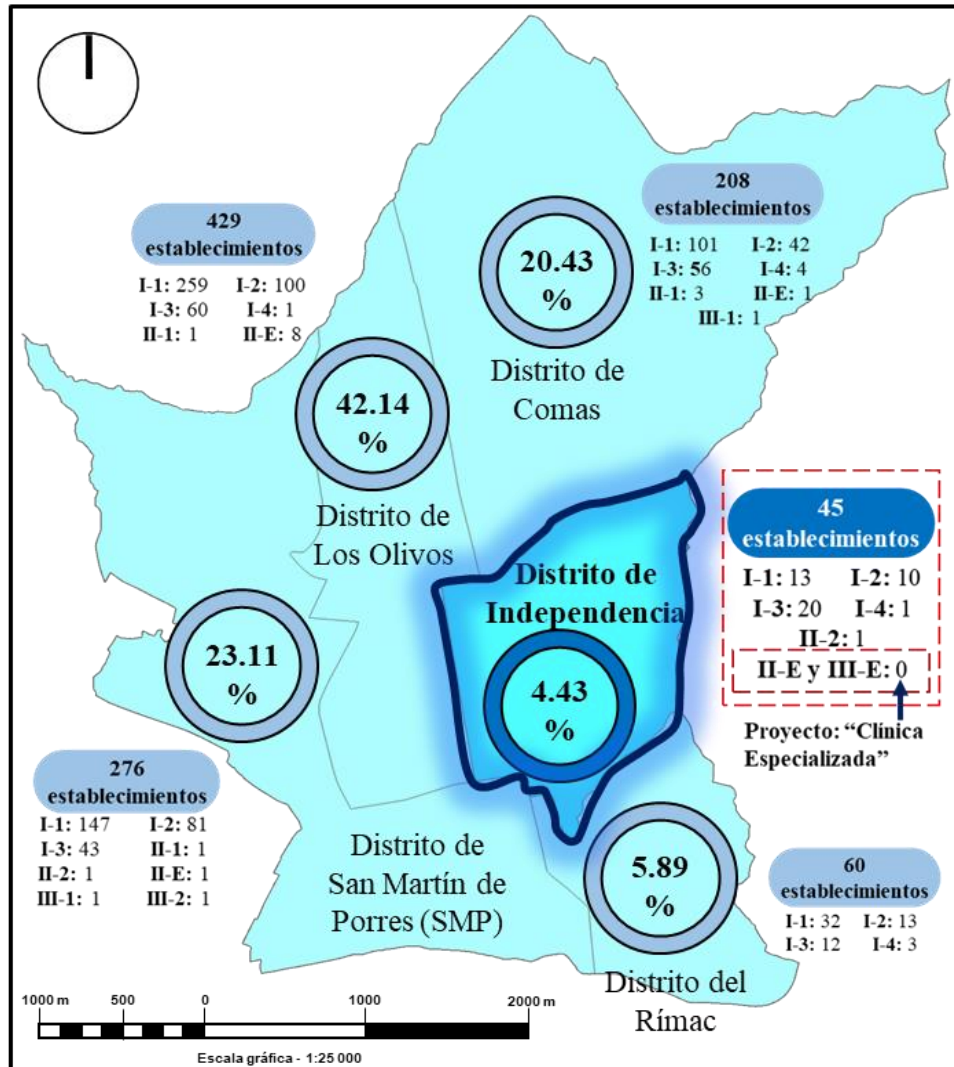 429
establecimientos
I-1: 259 I-2: 100
I-3: 60 I-4: 1
II-1: 1 II-E: 8
208
establecimientos
I-1: 101 I-2: 42
I-3: 56 I-4: 4
II-1: 3 II-E: 1
III-1: 1
20.43
%
Distrito de
Comas
42.14
%
Distrito de
Los Olivos
45
establecimientos
I-1: 13 I-2: 10
I-3: 20 I-4: 1
II-2: 1
II-E y III-E: 0
Proyecto: “Clínica
Especializada”
Distrito de
Independencia
4.43
%
23.11
%
276
establecimientos
I-1: 147 I-2: 81
I-3: 43 II-1: 1
II-2: 1 II-E: 1
III-1: 1 III-2: 1
Distrito de
San Martín de
Porres (SMP)
5.89
%
60
establecimientos
I-1: 32 I-2: 13
I-3: 12 I-4: 3
Distrito del
Rímac
1000 m 500 0 1000 2000 m
Escala gráfica - 1:25 000